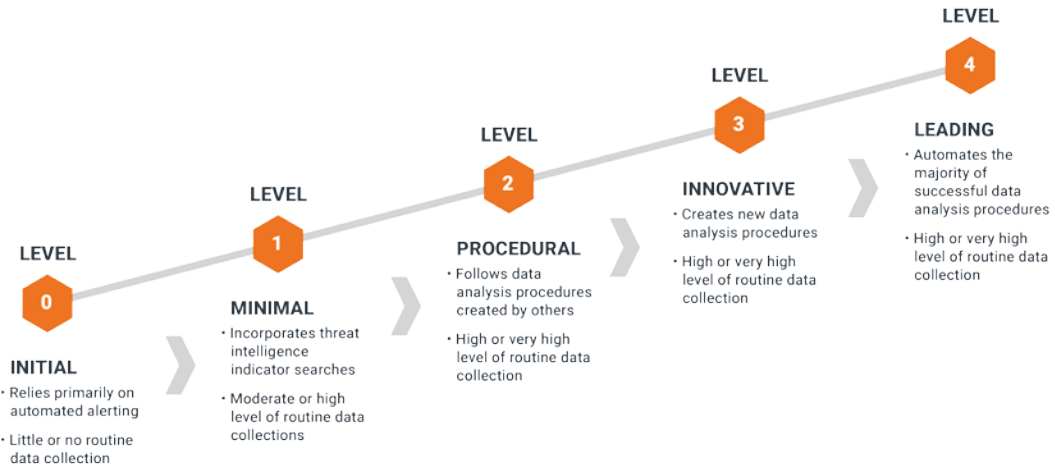 LEVEL
0
INITIAL
• Relies primarily on
automated alerting
• Little or no routine
data collection
LEVEL
1
MINIMAL
• Incorporates threat
intelligence
indicator searches
• Moderate or high
level of routine data
collections
LEVEL
2
PROCEDURAL
• Follows data
analysis procedures
created by others
• High or very high
level of routine data
collection
LEVEL
3
INNOVATIVE
• Creates new data
analysis procedures
• High or very high
level of routine data
collection
LEVEL
4
LEADING
• Automates the
majority of
successful data
analysis procedures
• High or very high
level of routine data
collection